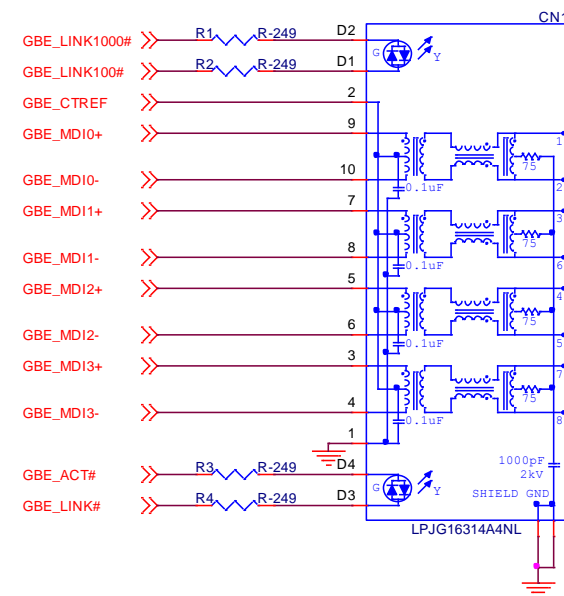 CN1
GBE_LINK1000# R1 R-249 D2
G Y
GBE_LINK100# R2 R-249 D1
GBE_CTREF 2
GBE_MDI0+ 9
1
75
GBE_MDI0- 10
0.1uF 2
GBE_MDI1+ 7
3
75
GBE_MDI1- 8
0.1uF 6
GBE_MDI2+ 5
4
75
GBE_MDI2- 6
0.1uF 5
GBE_MDI3+ 3
7
75
GBE_MDI3- 4
0.1uF 8
1
1000pF
2kV
GBE_ACT# R3 R-249 D4
G Y
SHIELD GND
GBE_LINK# R4 R-249 D3
LPJG16314A4NL